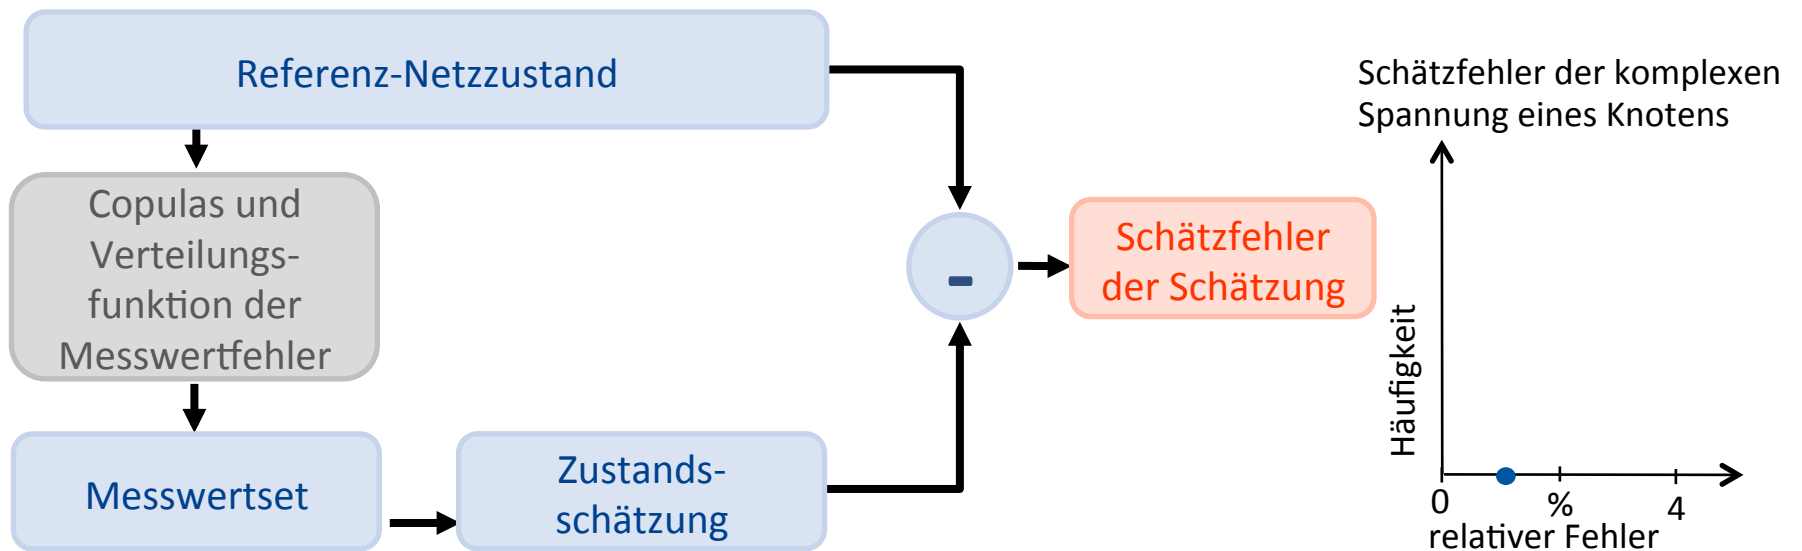 Referenz-Netzzustand
Copulas und
Verteilungs-
funktion der
Messwertfehler
Messwertset
Zustands-
schätzung
-
Schätzfehler
der Schätzung
Schätzfehler der komplexen
Spannung eines Knotens
Häufigkeit
0 % 4
relativer Fehler